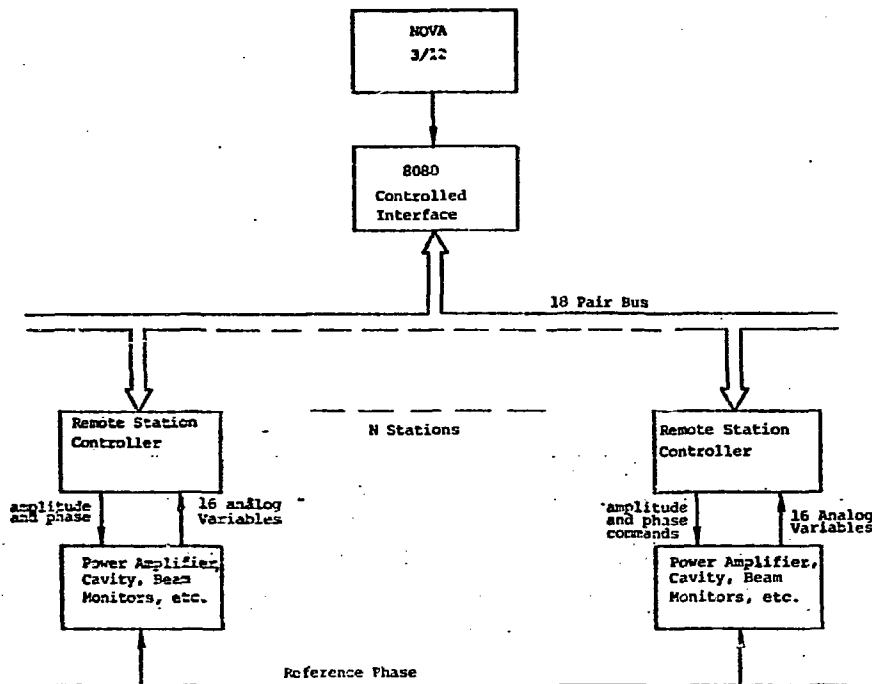 NOVA
3/12
8080
Controlled
Interface
18 Pair Bus
Remote Station
Controller
N Stations
Remote Station
Controller
amplitude
and phase
16 analog
Variables
amplitude
and phase
commands
16 Analog
Variables
Power Amplifier,
Cavity, Beam
Monitors, etc.
Power Amplifier,
Cavity, Beam
Monitors, etc.
Reference Phase